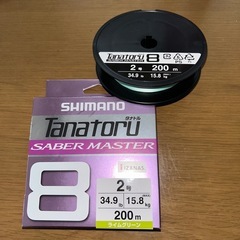 Tanatoru 8
2号 200m
34.9lb 15.8kg
SHIMANO
Tanatoru
タナトル
SABER MASTER
8
IZANAS
2号
34.9lb 15.8kg
200m
ライムグリーン